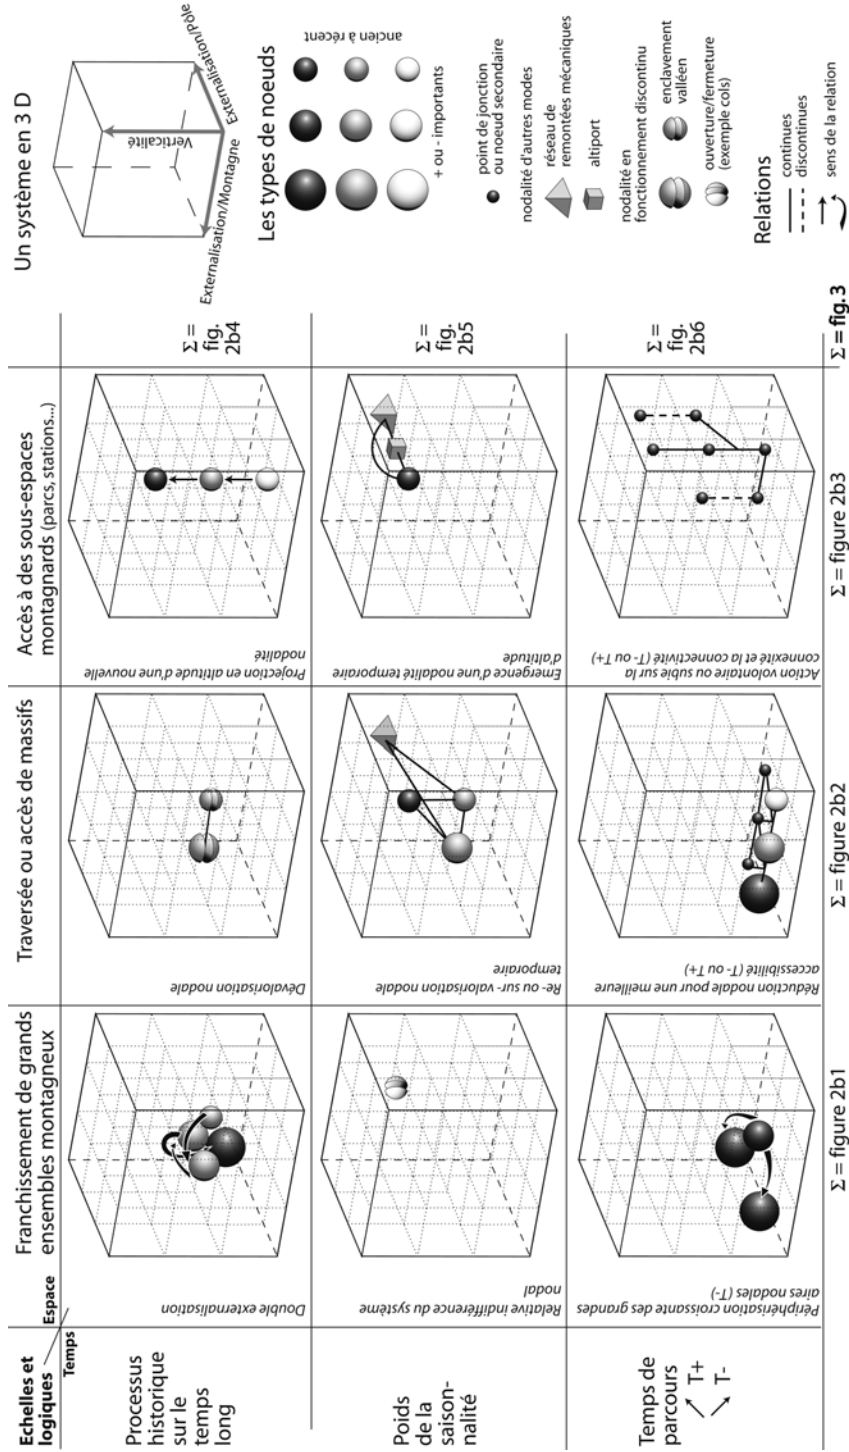 Echelles et
logiques
Espace
Temps
Franchissement de grands
ensembles montagneux
Traversée ou accès de massifs
Accès à des sous-espaces
montagnards (parcs, stations...)
Processus
historique
sur le
temps
long
Double externalisation
Dévalorisation nodale
Projection en altitude d'une nouvelle
nodalité
Σ =
fig.
2b4
Poids
de la
saison-
nalité
Relative indifférence du système
nodal
Re- ou- sur- valorisation nodale
temporaire
Emergence d'une nodalité temporaire
d'altitude
Σ =
fig.
2b5
Temps de
parcours
T+
T-
Périphérisation croissante des grandes
aires nodales (T-)
Réduction nodale pour une meilleure
accessibilité (T- ou T+)
Action volontaire ou subie sur la
connexité et la connectivité (T- ou T+)
Σ =
fig.
2b6
Σ = figure 2b1
Σ = figure 2b2
Σ = figure 2b3
Σ = fig. 3
Un système en 3 D
Verticalité
Externalisation/Montagne
Externalisation/Pôle
Les types de noeuds
ancien à récent
+ ou - importants
point de jonction
ou noeud secondaire
nodalité d'autres modes
réseau de
remontées mécaniques
altiport
nodalité en
fonctionnement discontinu
enclavement
valléen
ouverture/fermeture
(exemple cols)
Relations
continues
discontinues
sens de la relation